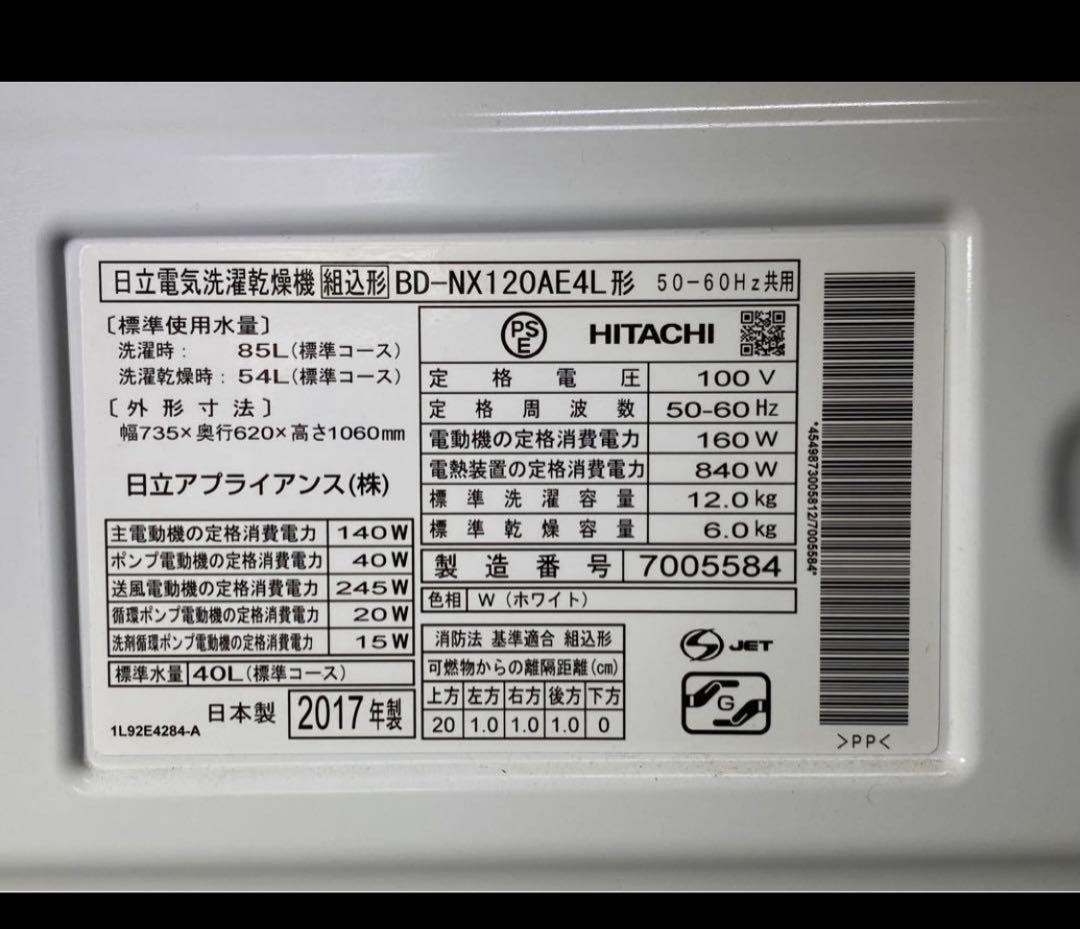 日立電気洗濯乾燥機 組込形 BD-NX120AE4L形 50-60Hz共用
〔標準使用水量〕
洗濯時: 85L(標準コース)
洗濯乾燥時: 54L(標準コース)
〔外形寸法〕
幅735×奥行620×高さ1060mm
日立アプライアンス(株)
主電動機の定格消費電力 140W
ポンプ電動機の定格消費電力 40W
送風電動機の定格消費電力 245W
循環ポンプ電動機の定格消費電力 20W
洗剤循環ポンプ電動機の定格消費電力 15W
標準水量 40L(標準コース)
1L92E4284-A 日本製 2017年製
PSE HITACHI
定格電圧 100V
定格周波数 50-60Hz
電動機の定格消費電力 160W
電熱装置の定格消費電力 840W
標準洗濯容量 12.0kg
標準乾燥容量 6.0kg
製造番号 7005584
色相 W(ホワイト)
消防法 基準適合 組込形
可燃物からの離隔距離(cm)
上方 左方 右方 後方 下方
20 1.0 1.0 1.0 0
S JET
G
*4549873005812/7005584*
>PP<